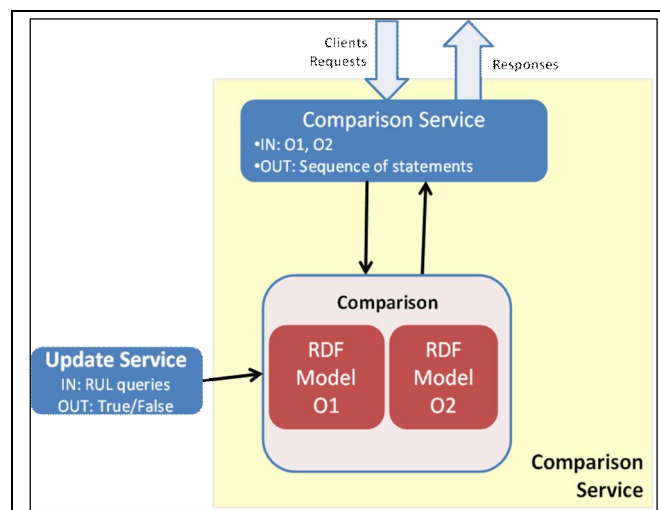 Clients
Requests
Responses
Comparison Service
•IN: O1, O2
•OUT: Sequence of statements
Comparison
RDF
Model
O1
RDF
Model
O2
Update Service
IN: RUL queries
OUT: True/False
Comparison
Service